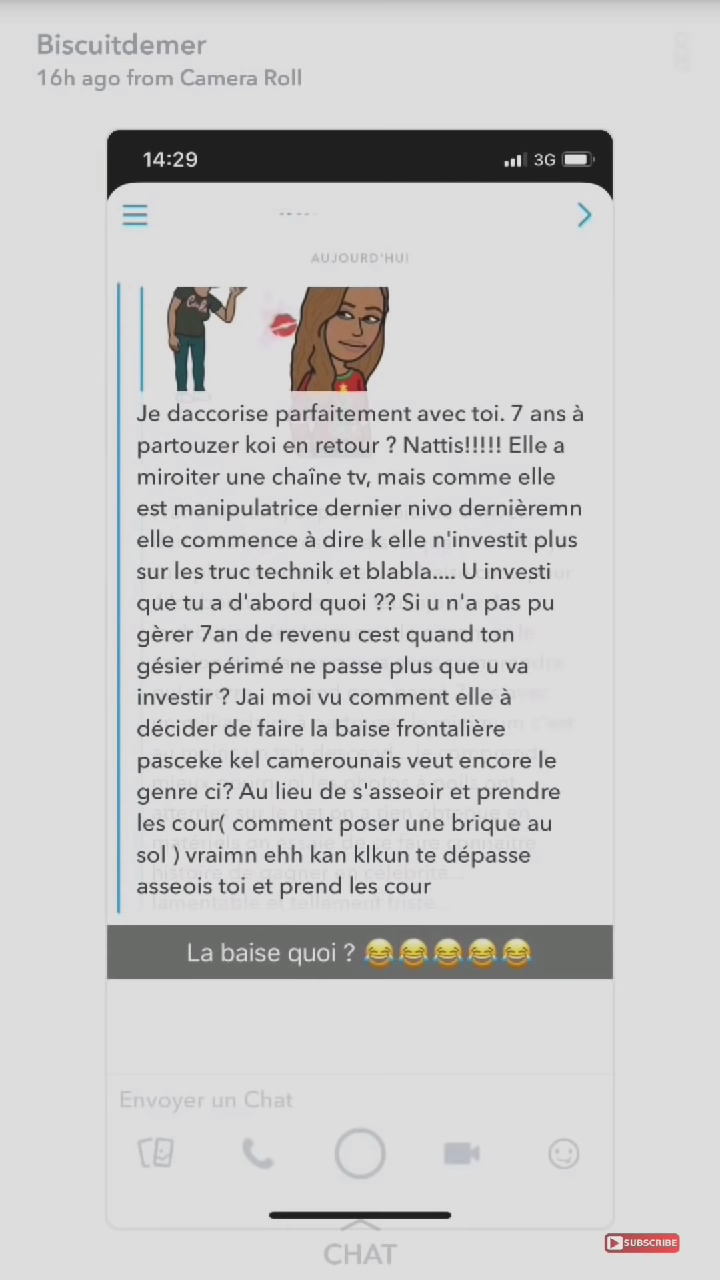 Biscuitdemer
16h ago from Camera Roll
14:29
3G
AUJOURD'HUI
Je daccorise parfaitement avec toi. 7 ans à
partouzer koi en retour ? Nattis!!!!! Elle a
miroiter une chaîne tv, mais comme elle
est manipulatrice dernier nivo dernièremn
elle commence à dire k elle n'investit plus
sur les truc technik et blabla.... U investi
que tu a d'abord quoi ?? Si u n'a pas pu
gèrer 7an de revenu cest quand ton
gésier périmé ne passe plus que u va
investir ? Jai moi vu comment elle à
décider de faire la baise frontalière
pasceke kel camerounais veut encore le
genre ci? Au lieu de s'asseoir et prendre
les cour( comment poser une brique au
sol ) vraimn ehh kan klkun te dépasse
asseois toi et prend les cour
La baise quoi ? 😂😂😂😂😂
Envoyer un Chat
CHAT
SUBSCRIBE